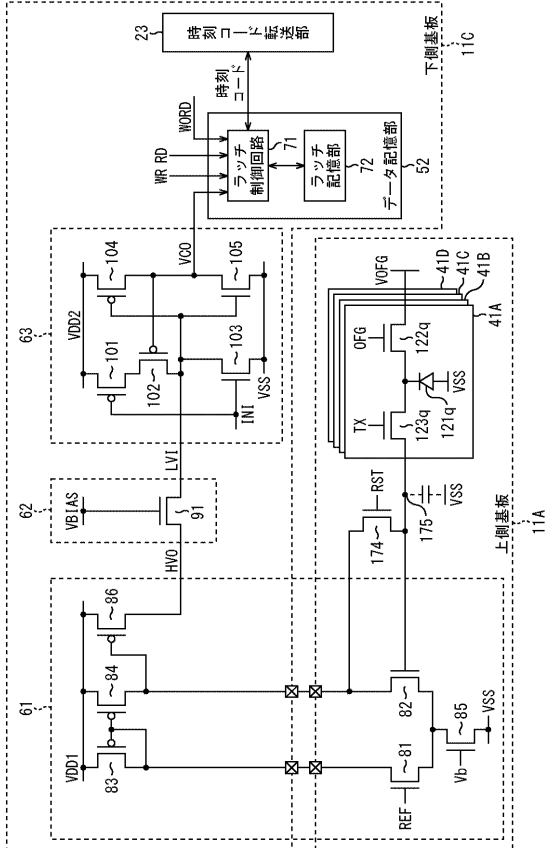 23
時刻コード転送部
下側基板
11C
時刻
コード
WORD
WR RD
ラッチ
制御回路
71
ラッチ
記憶部
72
データ記憶部
52
63
VDD2
101
104
VCO
102
103
105
VSS
INI
LVI
62
VBIAS
91
HVO
61
VDD1
83
84
86
VOFG
41D
41C
41B
41A
OFG
122q
VSS
121q
TX
123q
RST
174
175
VSS
上側基板
11A
REF
81
82
Vb
85
VSS